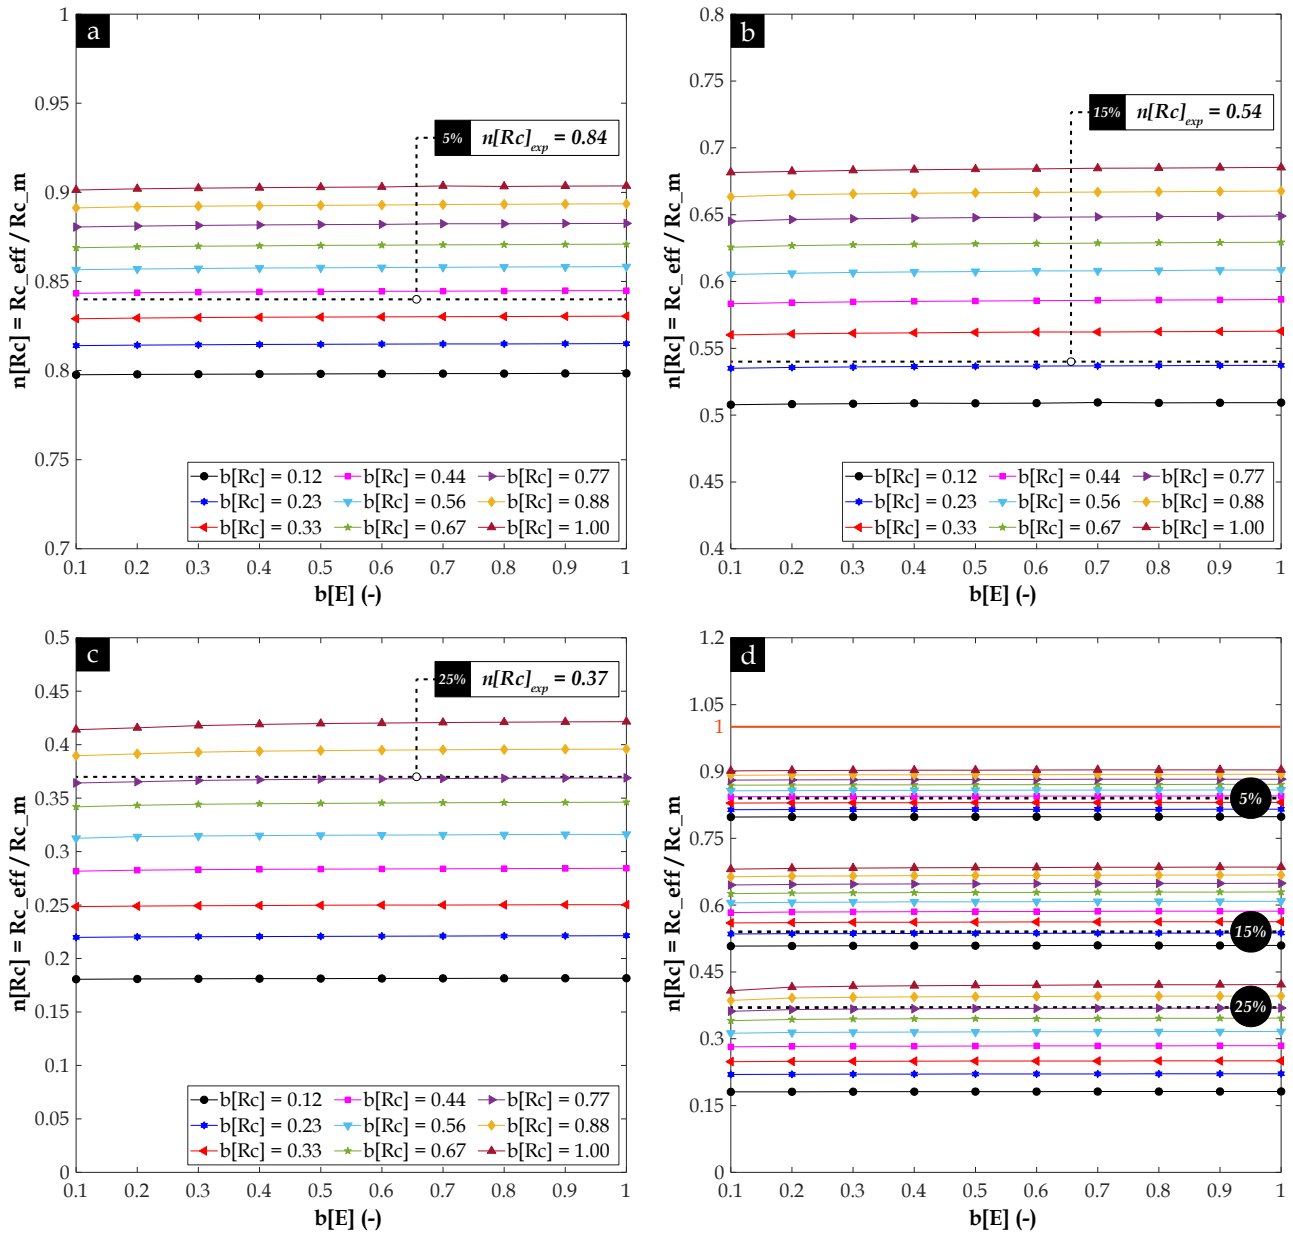 a
1
0.95
0.9
0.85
0.8
0.75
0.7
n[Rc] = Rc_eff / Rc_m
5% n[Rc]exp = 0.84
b[Rc] = 0.12 b[Rc] = 0.44 b[Rc] = 0.77
b[Rc] = 0.23 b[Rc] = 0.56 b[Rc] = 0.88
b[Rc] = 0.33 b[Rc] = 0.67 b[Rc] = 1.00
0.1 0.2 0.3 0.4 0.5 0.6 0.7 0.8 0.9 1
b[E] (-)
b
0.8
0.75
0.7
0.65
0.6
0.55
0.5
0.45
0.4
n[Rc] = Rc_eff / Rc_m
15% n[Rc]exp = 0.54
b[Rc] = 0.12 b[Rc] = 0.44 b[Rc] = 0.77
b[Rc] = 0.23 b[Rc] = 0.56 b[Rc] = 0.88
b[Rc] = 0.33 b[Rc] = 0.67 b[Rc] = 1.00
0.1 0.2 0.3 0.4 0.5 0.6 0.7 0.8 0.9 1
b[E] (-)
c
0.5
0.45
0.4
0.35
0.3
0.25
0.2
0.15
0.1
0.05
0
n[Rc] = Rc_eff / Rc_m
25% n[Rc]exp = 0.37
b[Rc] = 0.12 b[Rc] = 0.44 b[Rc] = 0.77
b[Rc] = 0.23 b[Rc] = 0.56 b[Rc] = 0.88
b[Rc] = 0.33 b[Rc] = 0.67 b[Rc] = 1.00
0.1 0.2 0.3 0.4 0.5 0.6 0.7 0.8 0.9 1
b[E] (-)
d
1.2
1.05
1
0.9
0.75
0.6
0.45
0.3
0.15
0
n[Rc] = Rc_eff / Rc_m
5%
15%
25%
0.1 0.2 0.3 0.4 0.5 0.6 0.7 0.8 0.9 1
b[E] (-)